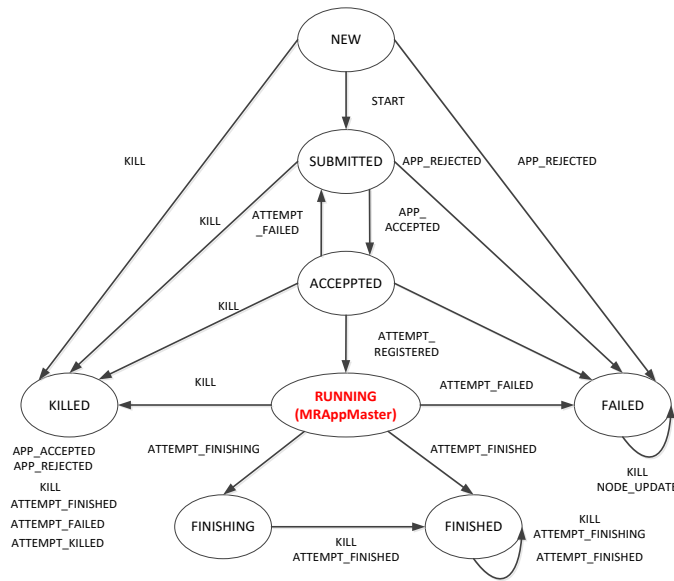 NEW
START
KILL
APP_REJECTED
SUBMITTED
APP_REJECTED
KILL
ATTEMPT
_FAILED
APP_
ACCEPTED
ACCEPPTED
KILL
ATTEMPT_
REGISTERED
KILLED
KILL
RUNNING
(MRAppMaster)
ATTEMPT_FAILED
FAILED
APP_ACCEPTED
APP_REJECTED
KILL
ATTEMPT_FINISHED
ATTEMPT_FAILED
ATTEMPT_KILLED
ATTEMPT_FINISHING
ATTEMPT_FINISHED
KILL
NODE_UPDATE
FINISHING
KILL
ATTEMPT_FINISHED
FINISHED
KILL
ATTEMPT_FINISHING
ATTEMPT_FINISHED